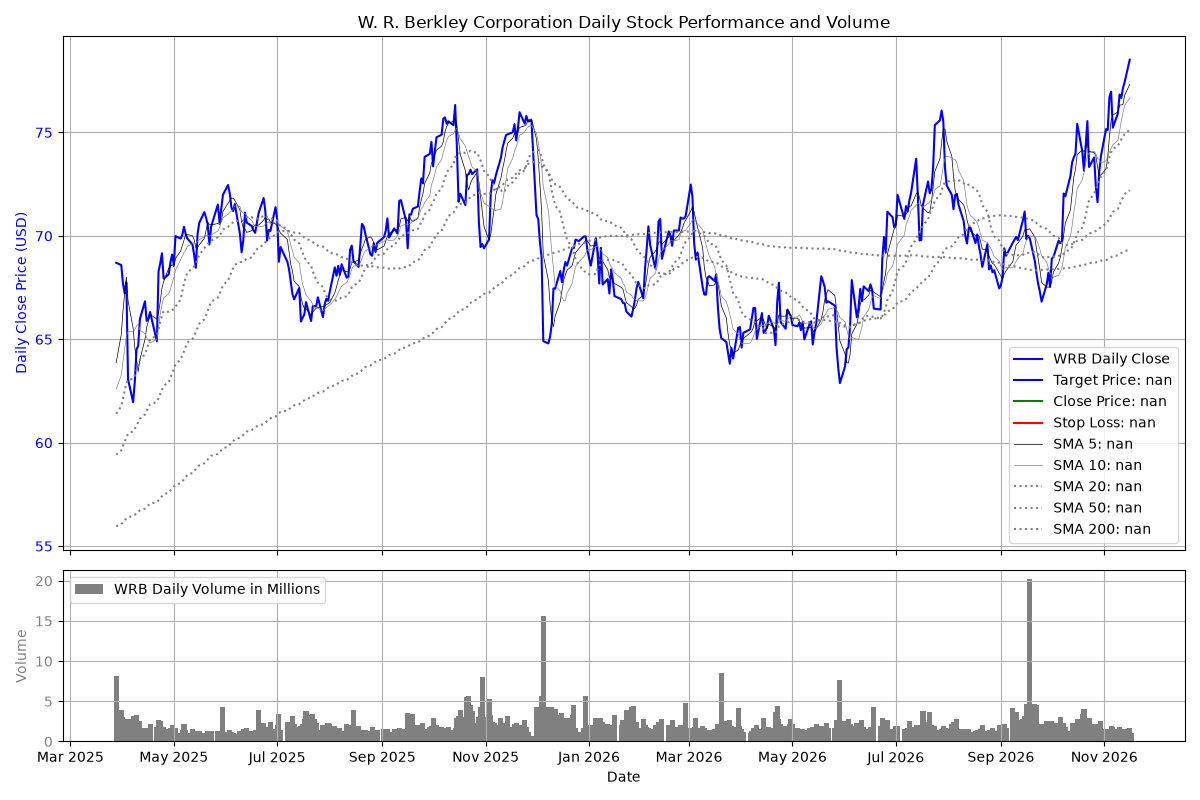 W. R. Berkley Corporation Daily Stock Performance and Volume
Daily Close Price (USD)
75
70
65
60
55
WRB Daily Close
Target Price: nan
Close Price: nan
Stop Loss: nan
SMA 5: nan
SMA 10: nan
SMA 20: nan
SMA 50: nan
SMA 200: nan
WRB Daily Volume in Millions
Volume
20
15
10
5
0
Mar 2025 May 2025 Jul 2025 Sep 2025 Nov 2025 Jan 2026 Mar 2026 May 2026 Jul 2026 Sep 2026 Nov 2026
Date